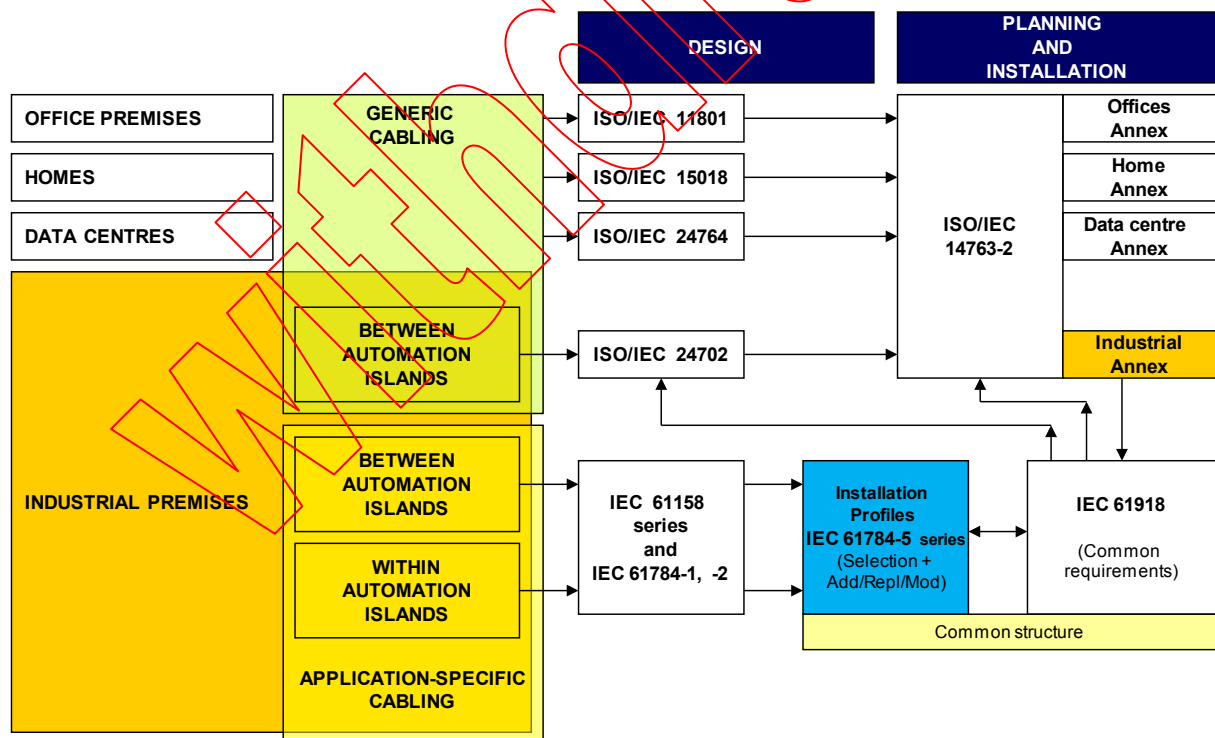 DESIGN
PLANNING
AND
INSTALLATION
OFFICE PREMISES
GENERIC
CABLING
ISO/IEC 11801
Offices
Annex
HOMES
ISO/IEC 15018
Home
Annex
DATA CENTRES
ISO/IEC 24764
ISO/IEC
14763-2
Data centre
Annex
BETWEEN
AUTOMATION
ISLANDS
ISO/IEC 24702
Industrial
Annex
INDUSTRIAL PREMISES
BETWEEN
AUTOMATION
ISLANDS
WITHIN
AUTOMATION
ISLANDS
APPLICATION-SPECIFIC
CABLING
IEC 61158
series
and
IEC 61784-1, -2
Installation
Profiles
IEC 61784-5 series
(Selection +
Add/Repl/Mod)
IEC 61918
(Common
requirements)
Common structure